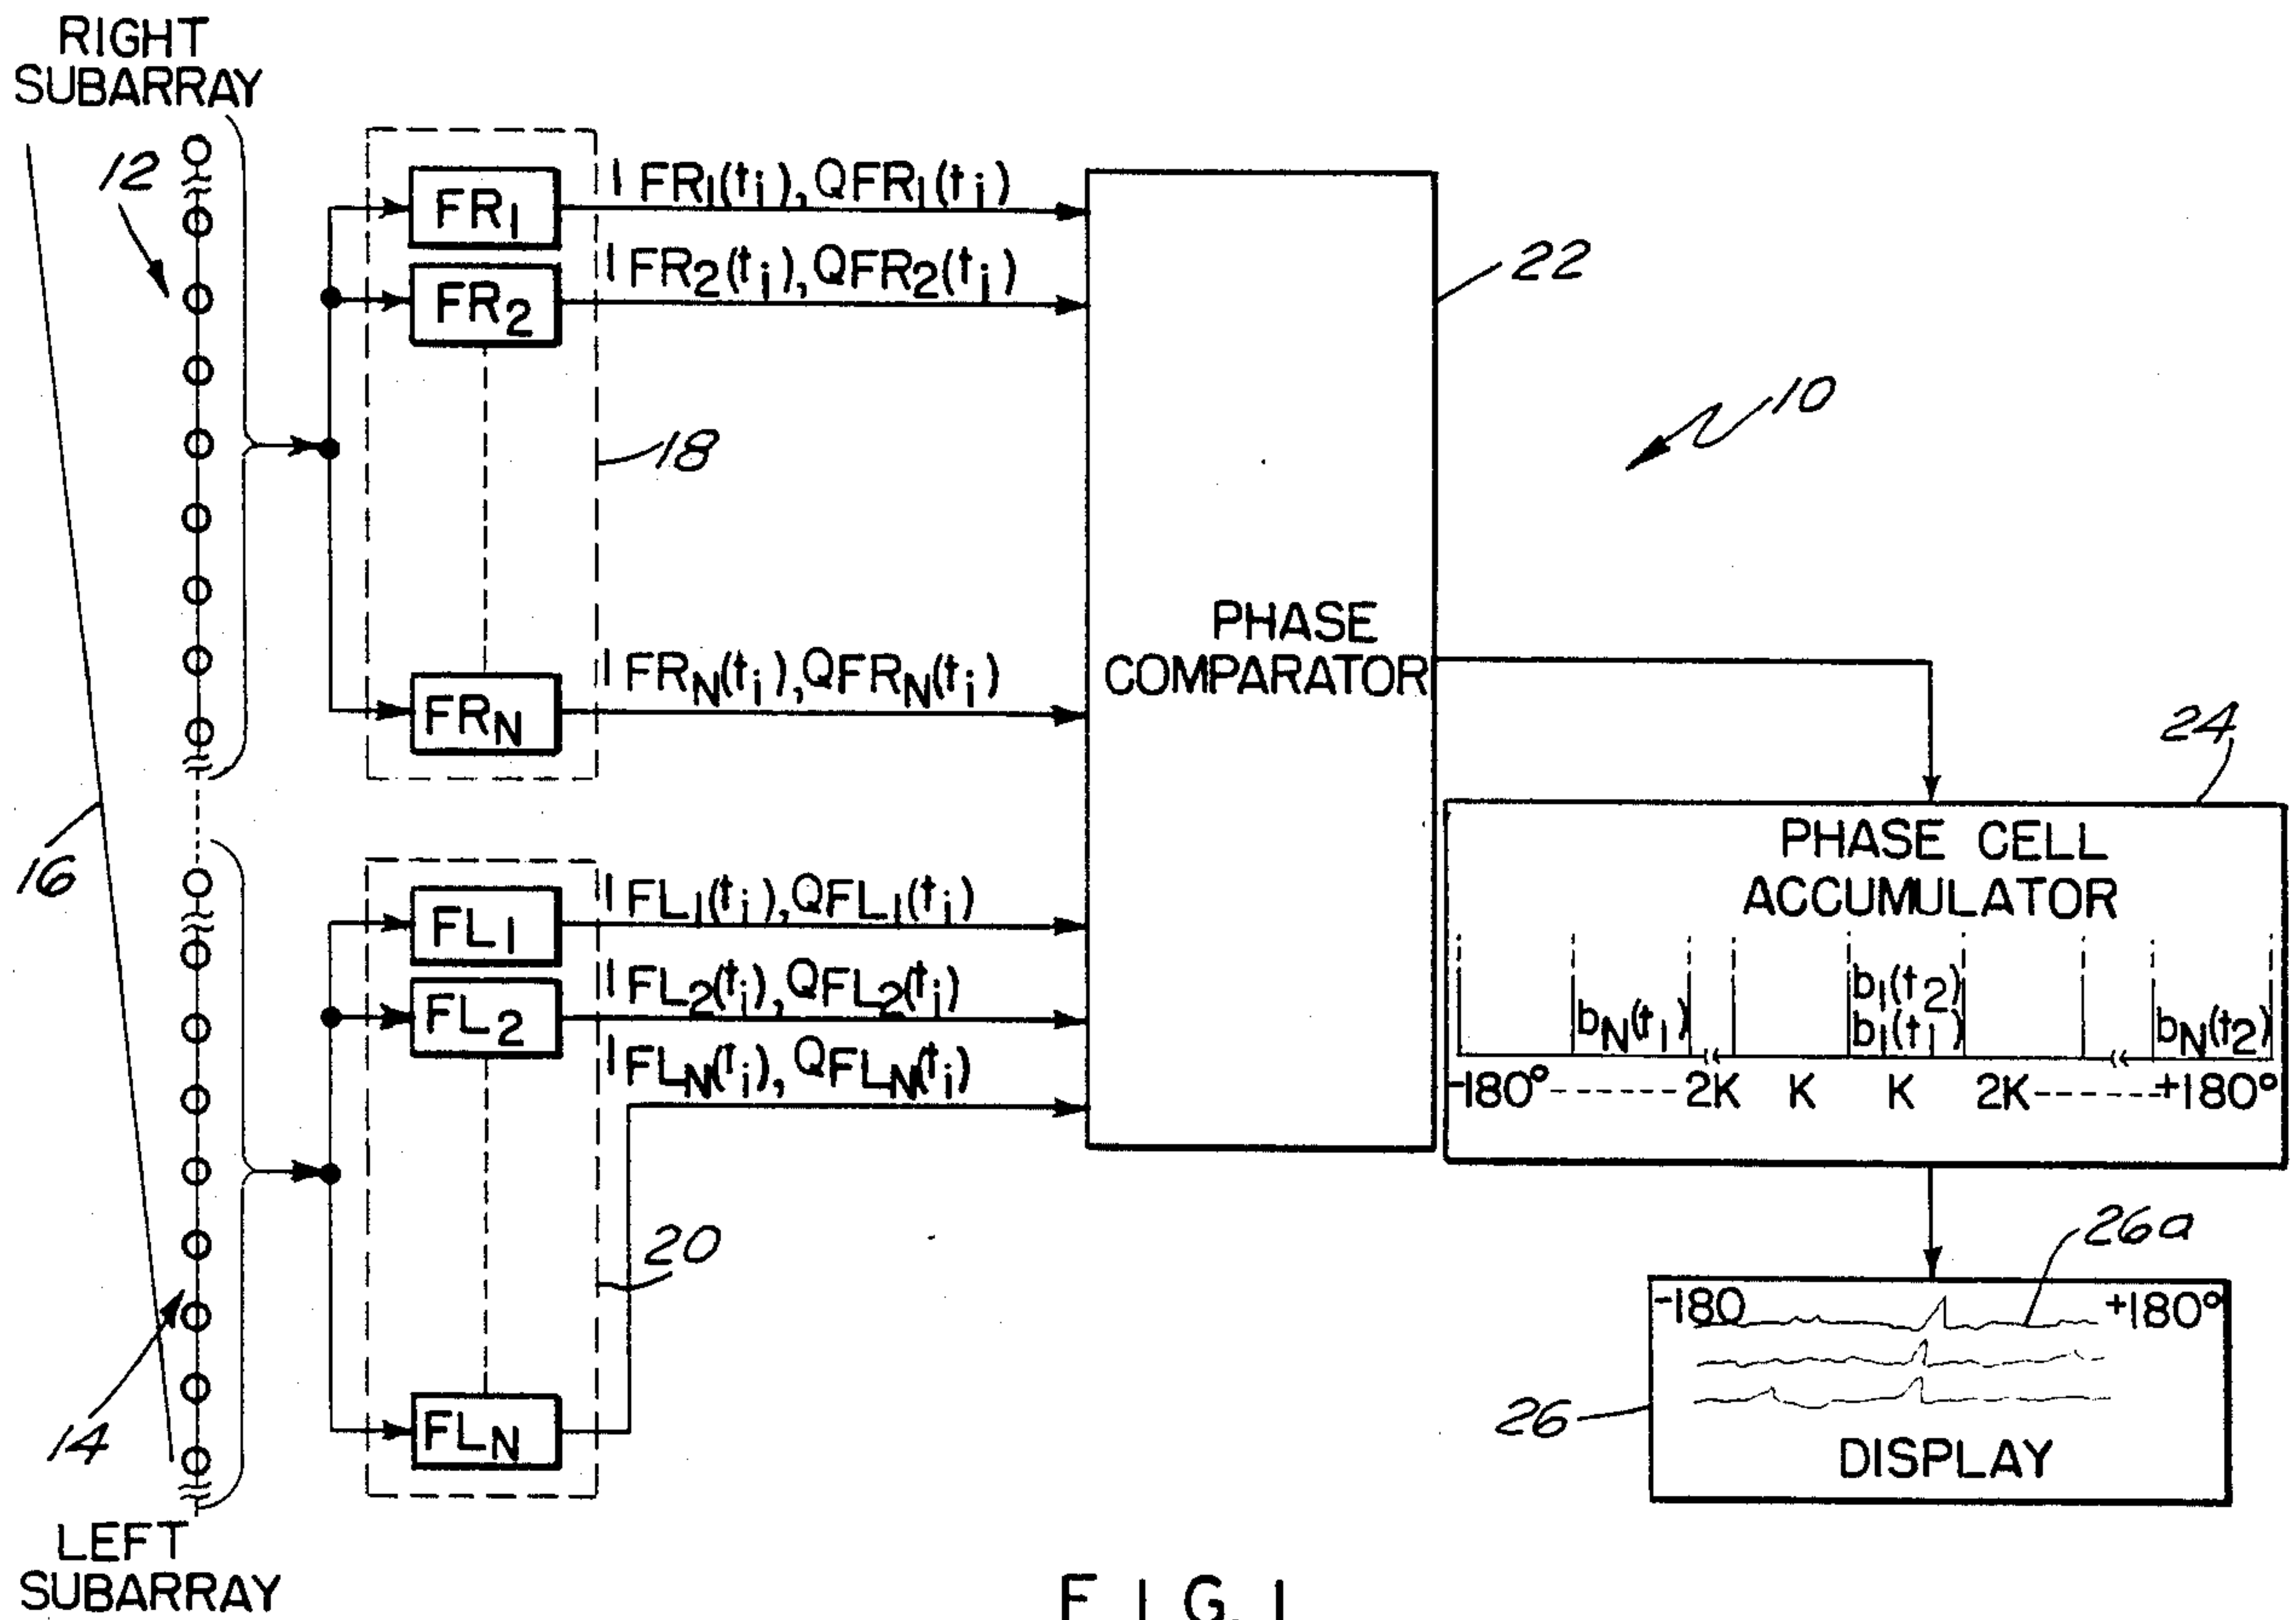 RIGHT
SUBARRAY
12
FR1
IFR1(ti),QFR1(ti)
FR2
IFR2(ti),QFR2(ti)
22
10
18
FRN
IFRN(ti),QFRN(ti)
PHASE
COMPARATOR
24
16
PHASE CELL
ACCUMULATOR
FL1
IFL1(ti),QFL1(ti)
FL2
IFL2(ti),QFL2(ti)
IFLN(ti),QFLN(ti)
bN(t1)
b1(t2)
b1(t1)
bN(t2)
-180°-------2K K K 2K------+180°
20
26a
-180 +180°
26
14
FLN
DISPLAY
LEFT
SUBARRAY
FIG. 1